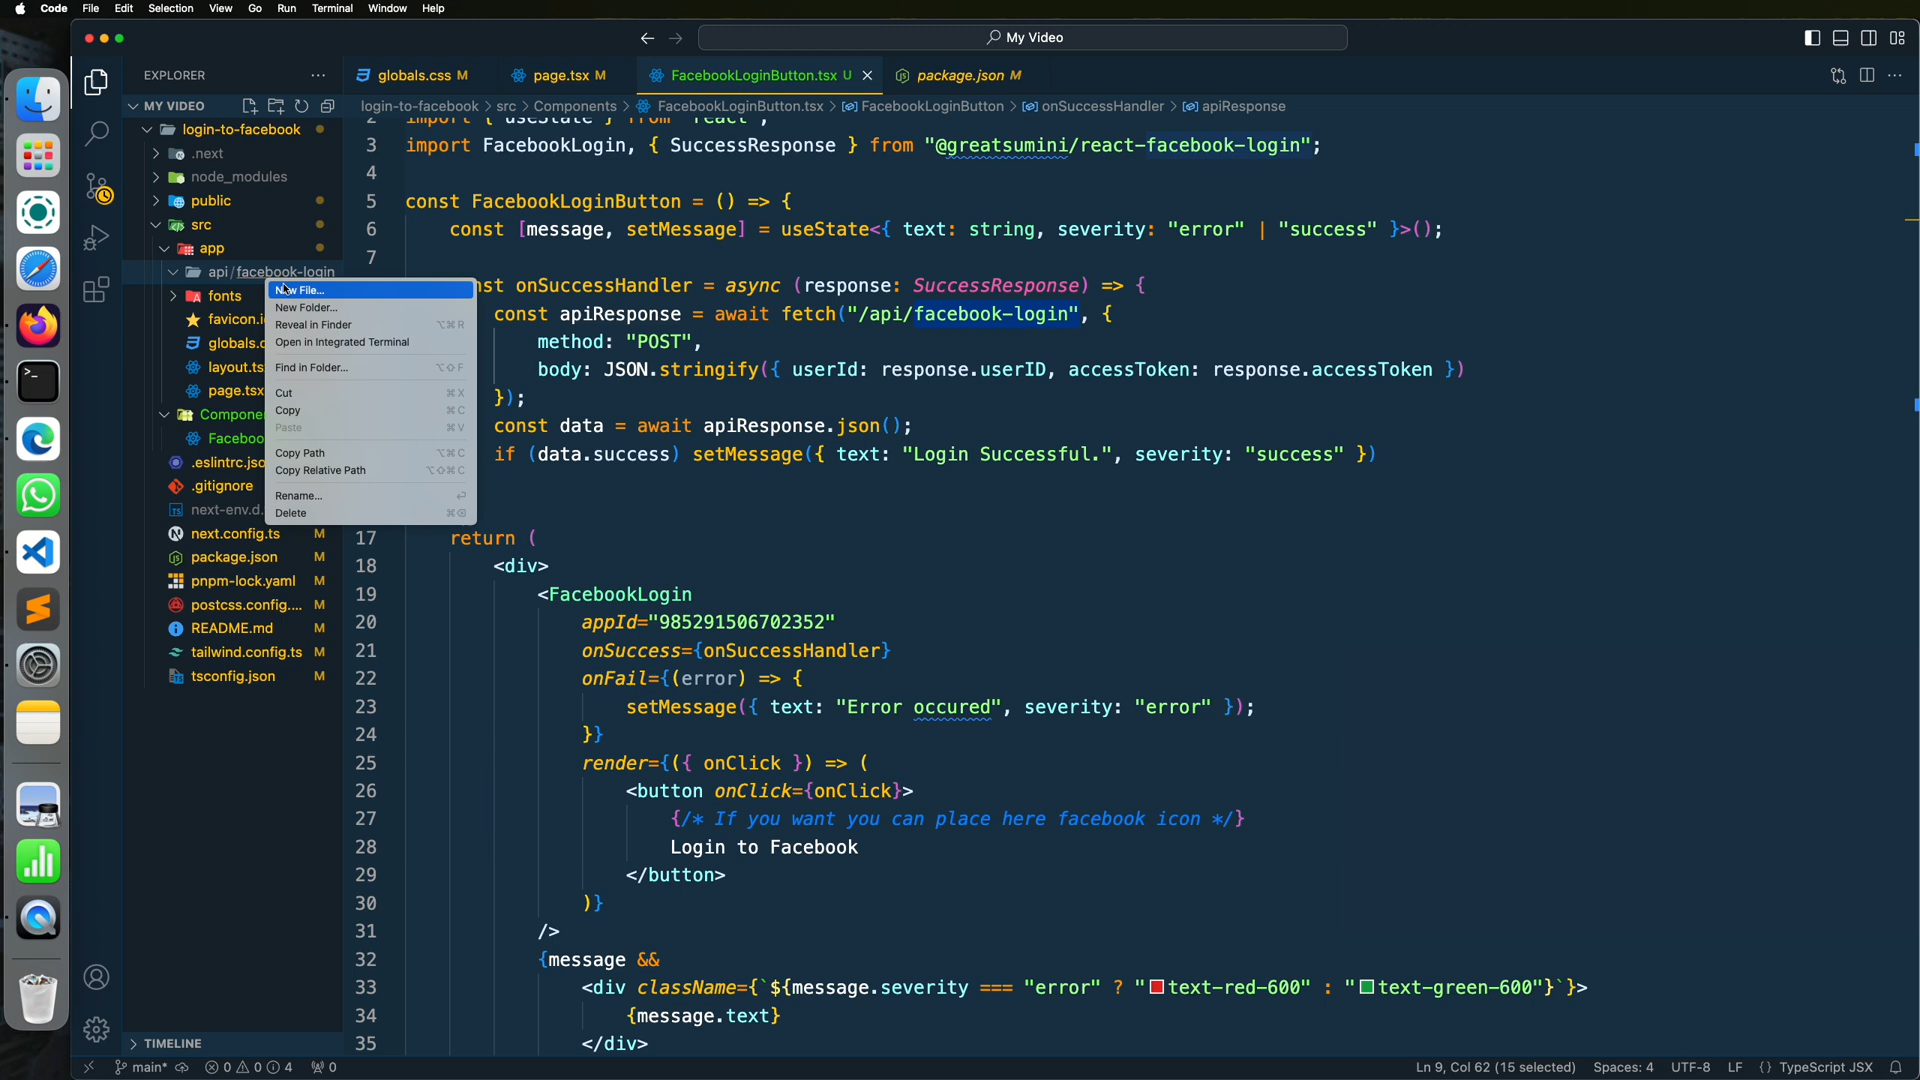 Code File Edit Selection View Go Run Terminal Window Help
My Video
EXPLORER
globals.css M
page.tsx M
FacebookLoginButton.tsx U
package.json M
MY VIDEO
login-to-facebook > src > Components > FacebookLoginButton.tsx > FacebookLoginButton > onSuccessHandler > apiResponse
login-to-facebook
.next
node_modules
public
src
app
api/facebook-login
fonts
favicon.i
globals.c
layout.ts
page.tsx
Compone
Facebo
.eslintrc.jso
.gitignore
next-env.d.
next.config.ts M
package.json M
pnpm-lock.yaml M
postcss.config.... M
README.md M
tailwind.config.ts M
tsconfig.json M
TIMELINE
New File...
New Folder...
Reveal in Finder ⌥⌘R
Open in Integrated Terminal
Find in Folder... ⌥⇧F
Cut ⌘X
Copy ⌘C
Paste ⌘V
Copy Path ⌥⌘C
Copy Relative Path ⌥⇧⌘C
Rename... ⏎
Delete ⌘⌫
2 import { useState } from "react";
3 import FacebookLogin, { SuccessResponse } from "@greatsumini/react-facebook-login";
4
5 const FacebookLoginButton = () => {
6 const [message, setMessage] = useState<{ text: string, severity: "error" | "success" }>();
7
nst onSuccessHandler = async (response: SuccessResponse) => {
const apiResponse = await fetch("/api/facebook-login", {
method: "POST",
body: JSON.stringify({ userId: response.userID, accessToken: response.accessToken })
});
const data = await apiResponse.json();
if (data.success) setMessage({ text: "Login Successful.", severity: "success" })
17 return (
18 <div>
19 <FacebookLogin
20 appId="985291506702352"
21 onSuccess={onSuccessHandler}
22 onFail={(error) => {
23 setMessage({ text: "Error occured", severity: "error" });
24 }}
25 render={({ onClick }) => (
26 <button onClick={onClick}>
27 {/* If you want you can place here facebook icon */}
28 Login to Facebook
29 </button>
30 )}
31 />
32 {message &&
33 <div className={`${message.severity === "error" ? "text-red-600" : "text-green-600"}`}>
34 {message.text}
35 </div>
main* 0 0 4 0
Ln 9, Col 62 (15 selected) Spaces: 4 UTF-8 LF {} TypeScript JSX